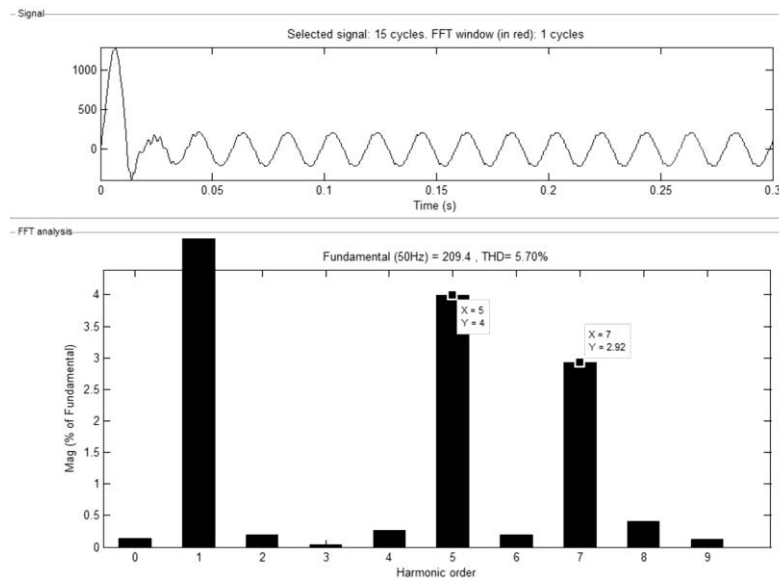 Signal
Selected signal: 15 cycles. FFT window (in red): 1 cycles
1000
500
0
0 0.05 0.1 0.15 0.2 0.25 0.3
Time (s)
FFT analysis
Fundamental (50Hz) = 209.4 , THD= 5.70%
Mag (% of Fundamental)
4
3.5
3
2.5
2
1.5
1
0.5
0
X = 5
Y = 4
X = 7
Y = 2.92
0 1 2 3 4 5 6 7 8 9
Harmonic order